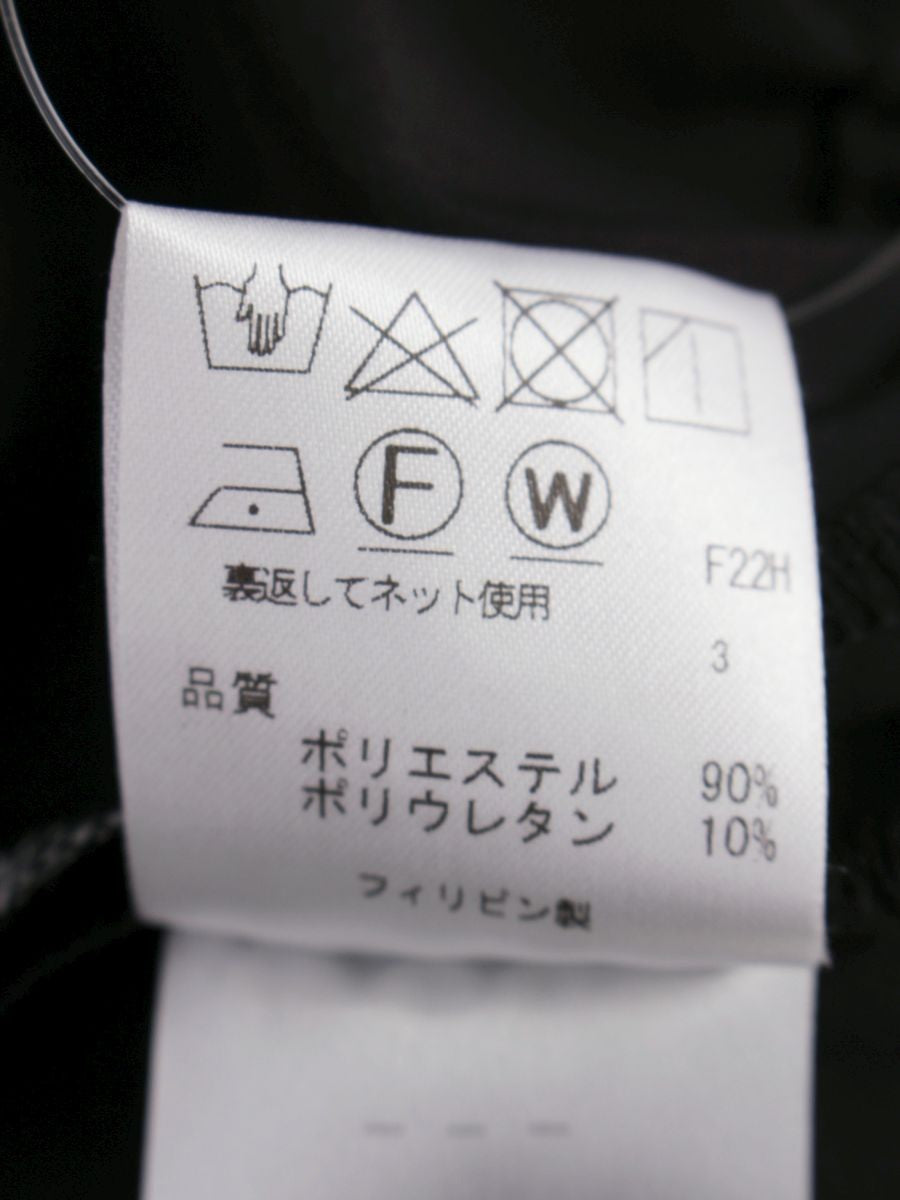 F W
裏返してネット使用
F22H
3
品質
ポリエステル 90%
ポリウレタン 10%
フィリピン製